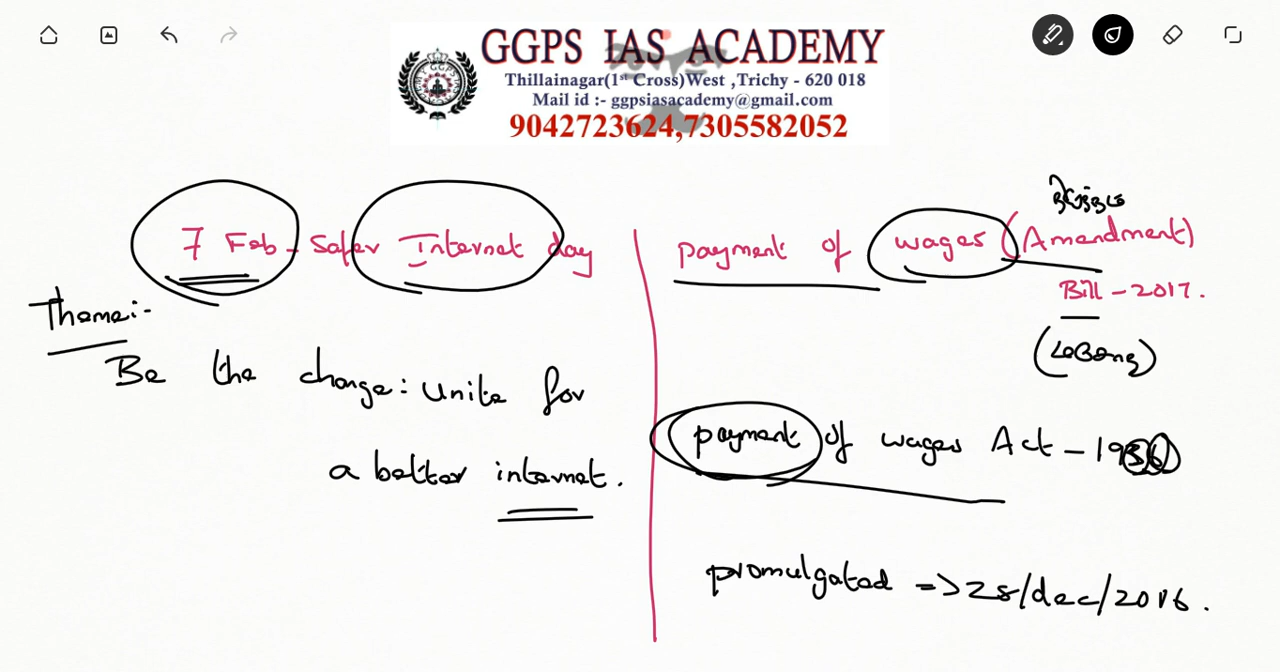 GGPS IAS ACADEMY
Thillainagar(1st Cross)West ,Trichy - 620 018
Mail id :- ggpsiasacademy@gmail.com
9042723624,7305582052
7 Feb - Safer Internet day
Theme:-
Be the change: Unite for
a better internet.
payment of wages (Amendment)
Bill - 2017.
payment of wages Act - 1936
promulgated => 28/dec/2016.